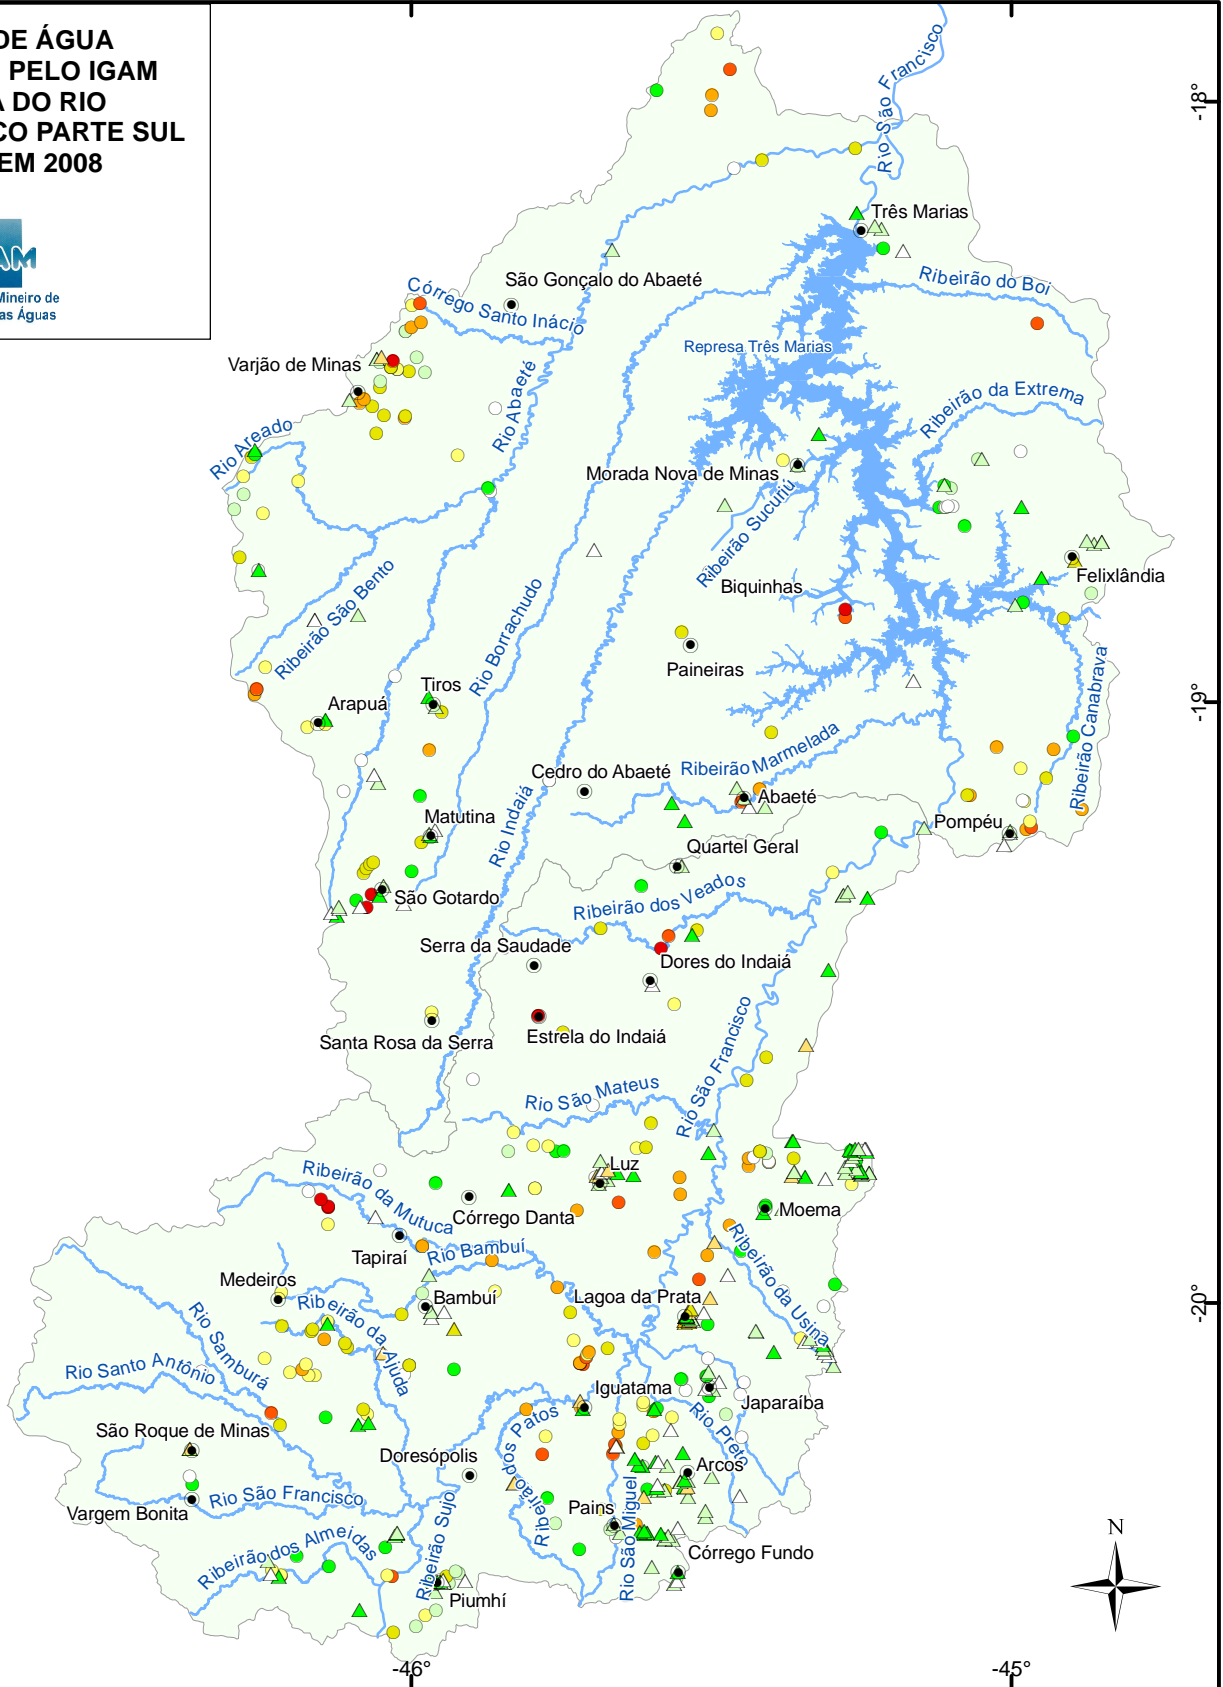 DE ÁGUA
PELO IGAM
A DO RIO
CO PARTE SUL
EM 2008
AM
Mineiro de
as Águas
Rio São Francisco
-18°
Três Marias
Ribeirão do Boi
São Gonçalo do Abaeté
Córrego Santo Inácio
Represa Três Marias
Varjão de Minas
Rio Abaeté
Ribeirão da Extrema
Rio Areado
Morada Nova de Minas
Ribeirão Sucuriú
Felixlândia
Biquinhas
Ribeirão São Bento
Rio Borrachudo
Paineiras
Tiros
Arapuá
-19°
Ribeirão Canabrava
Ribeirão Marmelada
Cedro do Abaeté
Abaeté
Rio Indaiá
Matutina
Pompéu
Quartel Geral
São Gotardo
Ribeirão dos Veados
Serra da Saudade
Dores do Indaiá
Estrela do Indaiá
Santa Rosa da Serra
Rio São Francisco
Rio São Mateus
Luz
Ribeirão da Mutuca
Córrego Danta
Moema
Tapiraí
Rio Bambuí
Ribeirão da Usina
Medeiros
Bambuí
Lagoa da Prata
-20°
Ribeirão da Ajuda
Rio Samburá
Rio Santo Antônio
Iguatama
Japaraíba
Rio Preto
São Roque de Minas
Ribeirão dos Patos
Doresópolis
Arcos
Rio São Francisco
Vargem Bonita
Pains
Rio São Miguel
Ribeirão Sujo
Ribeirão dos Almeidas
Córrego Fundo
N
Piumhí
-46°
-45°